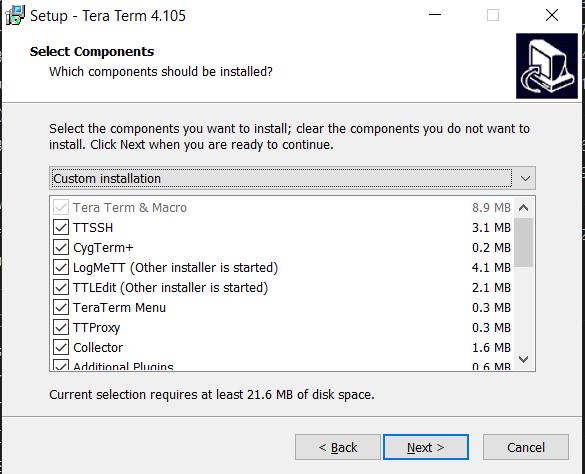 Setup - Tera Term 4.105
Select Components
Which components should be installed?
Select the components you want to install; clear the components you do not want to
install. Click Next when you are ready to continue.
Custom installation
Tera Term & Macro 8.9 MB
TTSSH 3.1 MB
CygTerm+ 0.2 MB
LogMeTT (Other installer is started) 4.1 MB
TTLEdit (Other installer is started) 2.1 MB
TeraTerm Menu 0.3 MB
TTProxy 0.3 MB
Collector 1.6 MB
Additional Plugins 0.6 MB
Current selection requires at least 21.6 MB of disk space.
< Back Next > Cancel